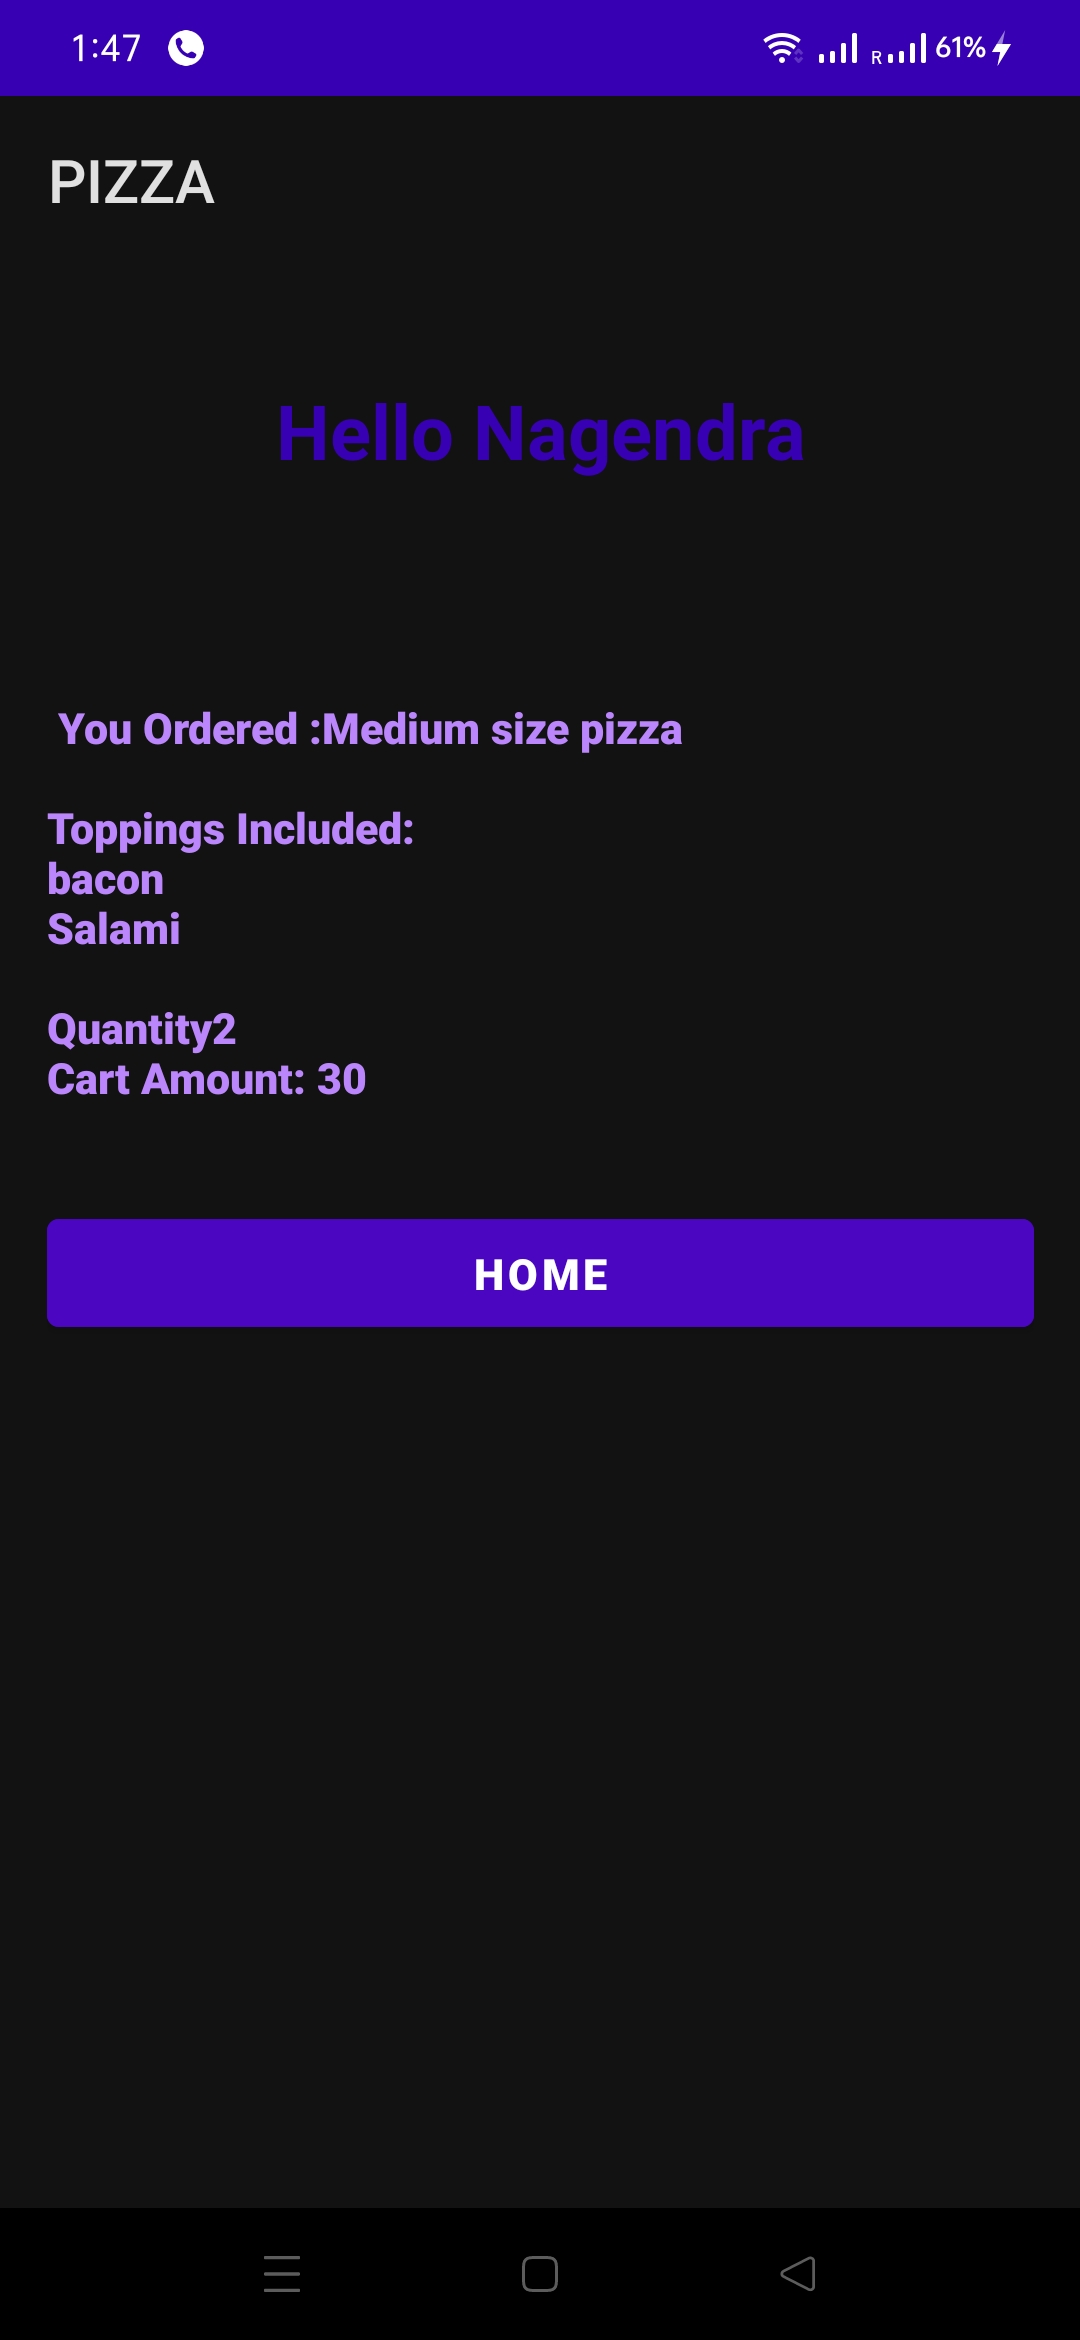 1:47
R 61%
PIZZA
Hello Nagendra
You Ordered :Medium size pizza
Toppings Included:
bacon
Salami
Quantity2
Cart Amount: 30
HOME